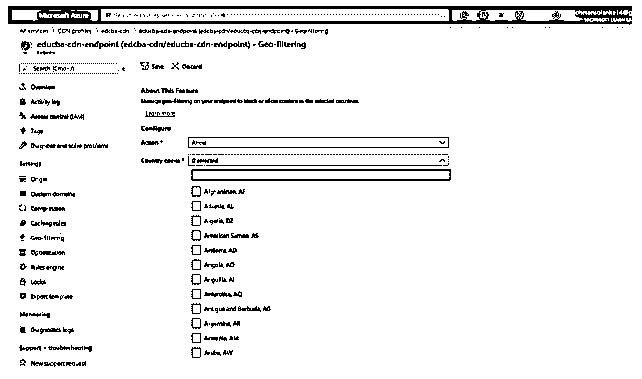 Microsoft Azure
All services > CDN profiles > educba-cdn > educba-cdn-endpoint (educba-cdn/educba-cdn-endpoint) - Geo-filtering
educba-cdn-endpoint (educba-cdn/educba-cdn-endpoint) - Geo-filtering
Endpoint
Search (Cmd+/)
Save
Discard
Overview
Activity log
Access control (IAM)
Tags
Diagnose and solve problems
Settings
Origin
Custom domains
Compression
Caching rules
Geo-filtering
Optimization
Rules engine
Locks
Export template
Monitoring
Diagnostics logs
Support + troubleshooting
New support request
About This Feature
Manage geo-filtering on your endpoint to block or allow content in the selected countries.
Learn more
Configure
Action *
Allow
Country codes *
0 selected
Afghanistan, AF
Albania, AL
Algeria, DZ
American Samoa, AS
Andorra, AD
Angola, AO
Anguilla, AI
Antarctica, AQ
Antigua and Barbuda, AG
Argentina, AR
Armenia, AM
Aruba, AW